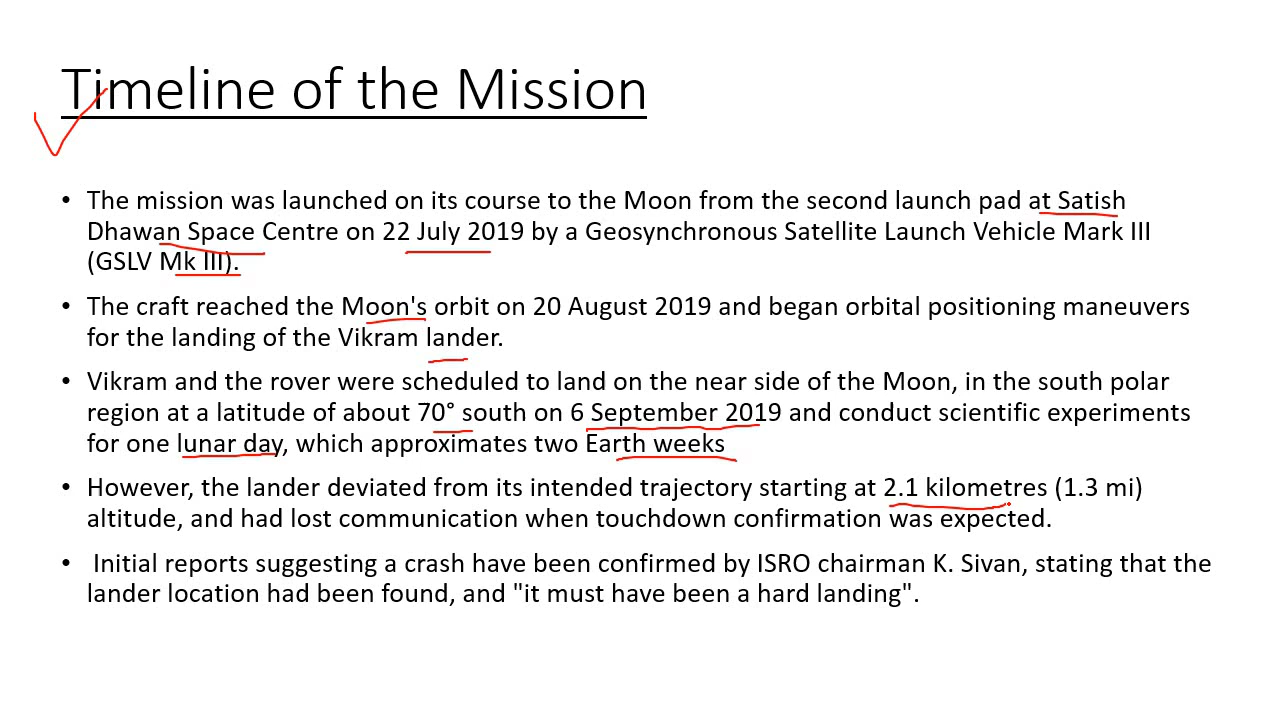 Timeline of the Mission
• The mission was launched on its course to the Moon from the second launch pad at Satish
Dhawan Space Centre on 22 July 2019 by a Geosynchronous Satellite Launch Vehicle Mark III
(GSLV Mk III).
• The craft reached the Moon's orbit on 20 August 2019 and began orbital positioning maneuvers
for the landing of the Vikram lander.
• Vikram and the rover were scheduled to land on the near side of the Moon, in the south polar
region at a latitude of about 70° south on 6 September 2019 and conduct scientific experiments
for one lunar day, which approximates two Earth weeks
• However, the lander deviated from its intended trajectory starting at 2.1 kilometres (1.3 mi)
altitude, and had lost communication when touchdown confirmation was expected.
• Initial reports suggesting a crash have been confirmed by ISRO chairman K. Sivan, stating that the
lander location had been found, and "it must have been a hard landing".